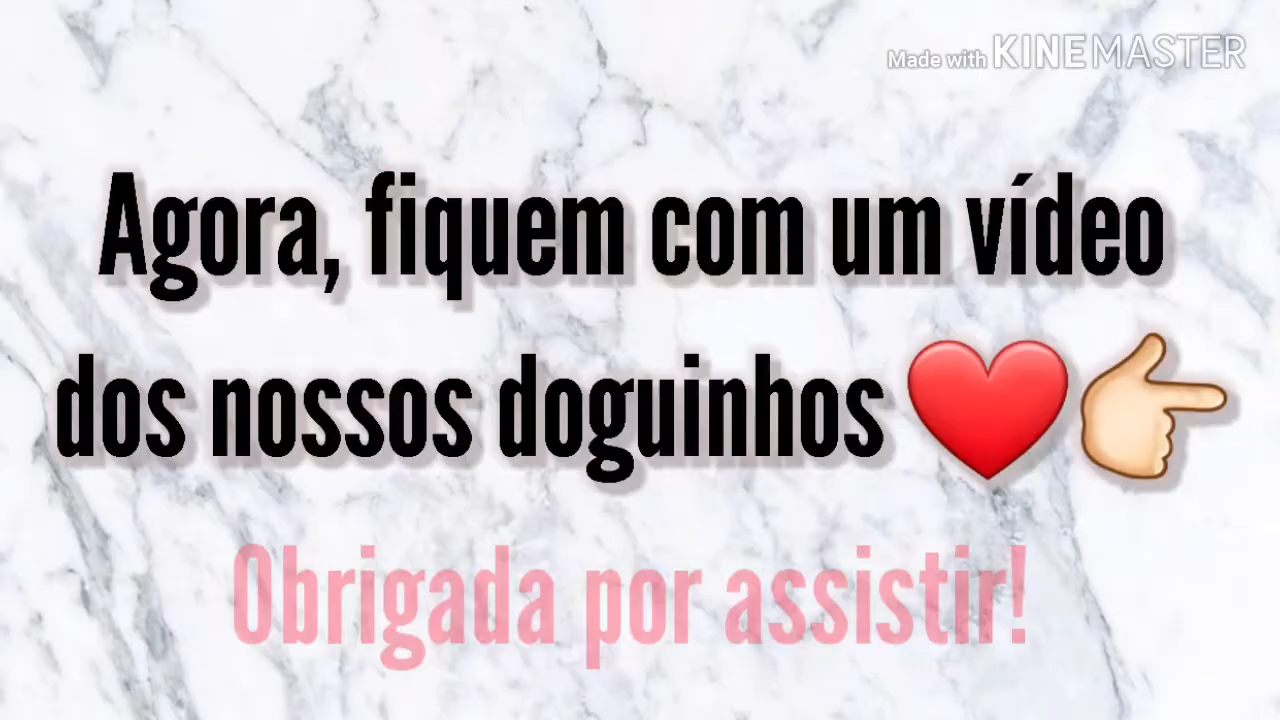 Made with KINEMASTER
Agora, fiquem com um vídeo
dos nossos doguinhos ❤️👉🏻
Obrigada por assistir!